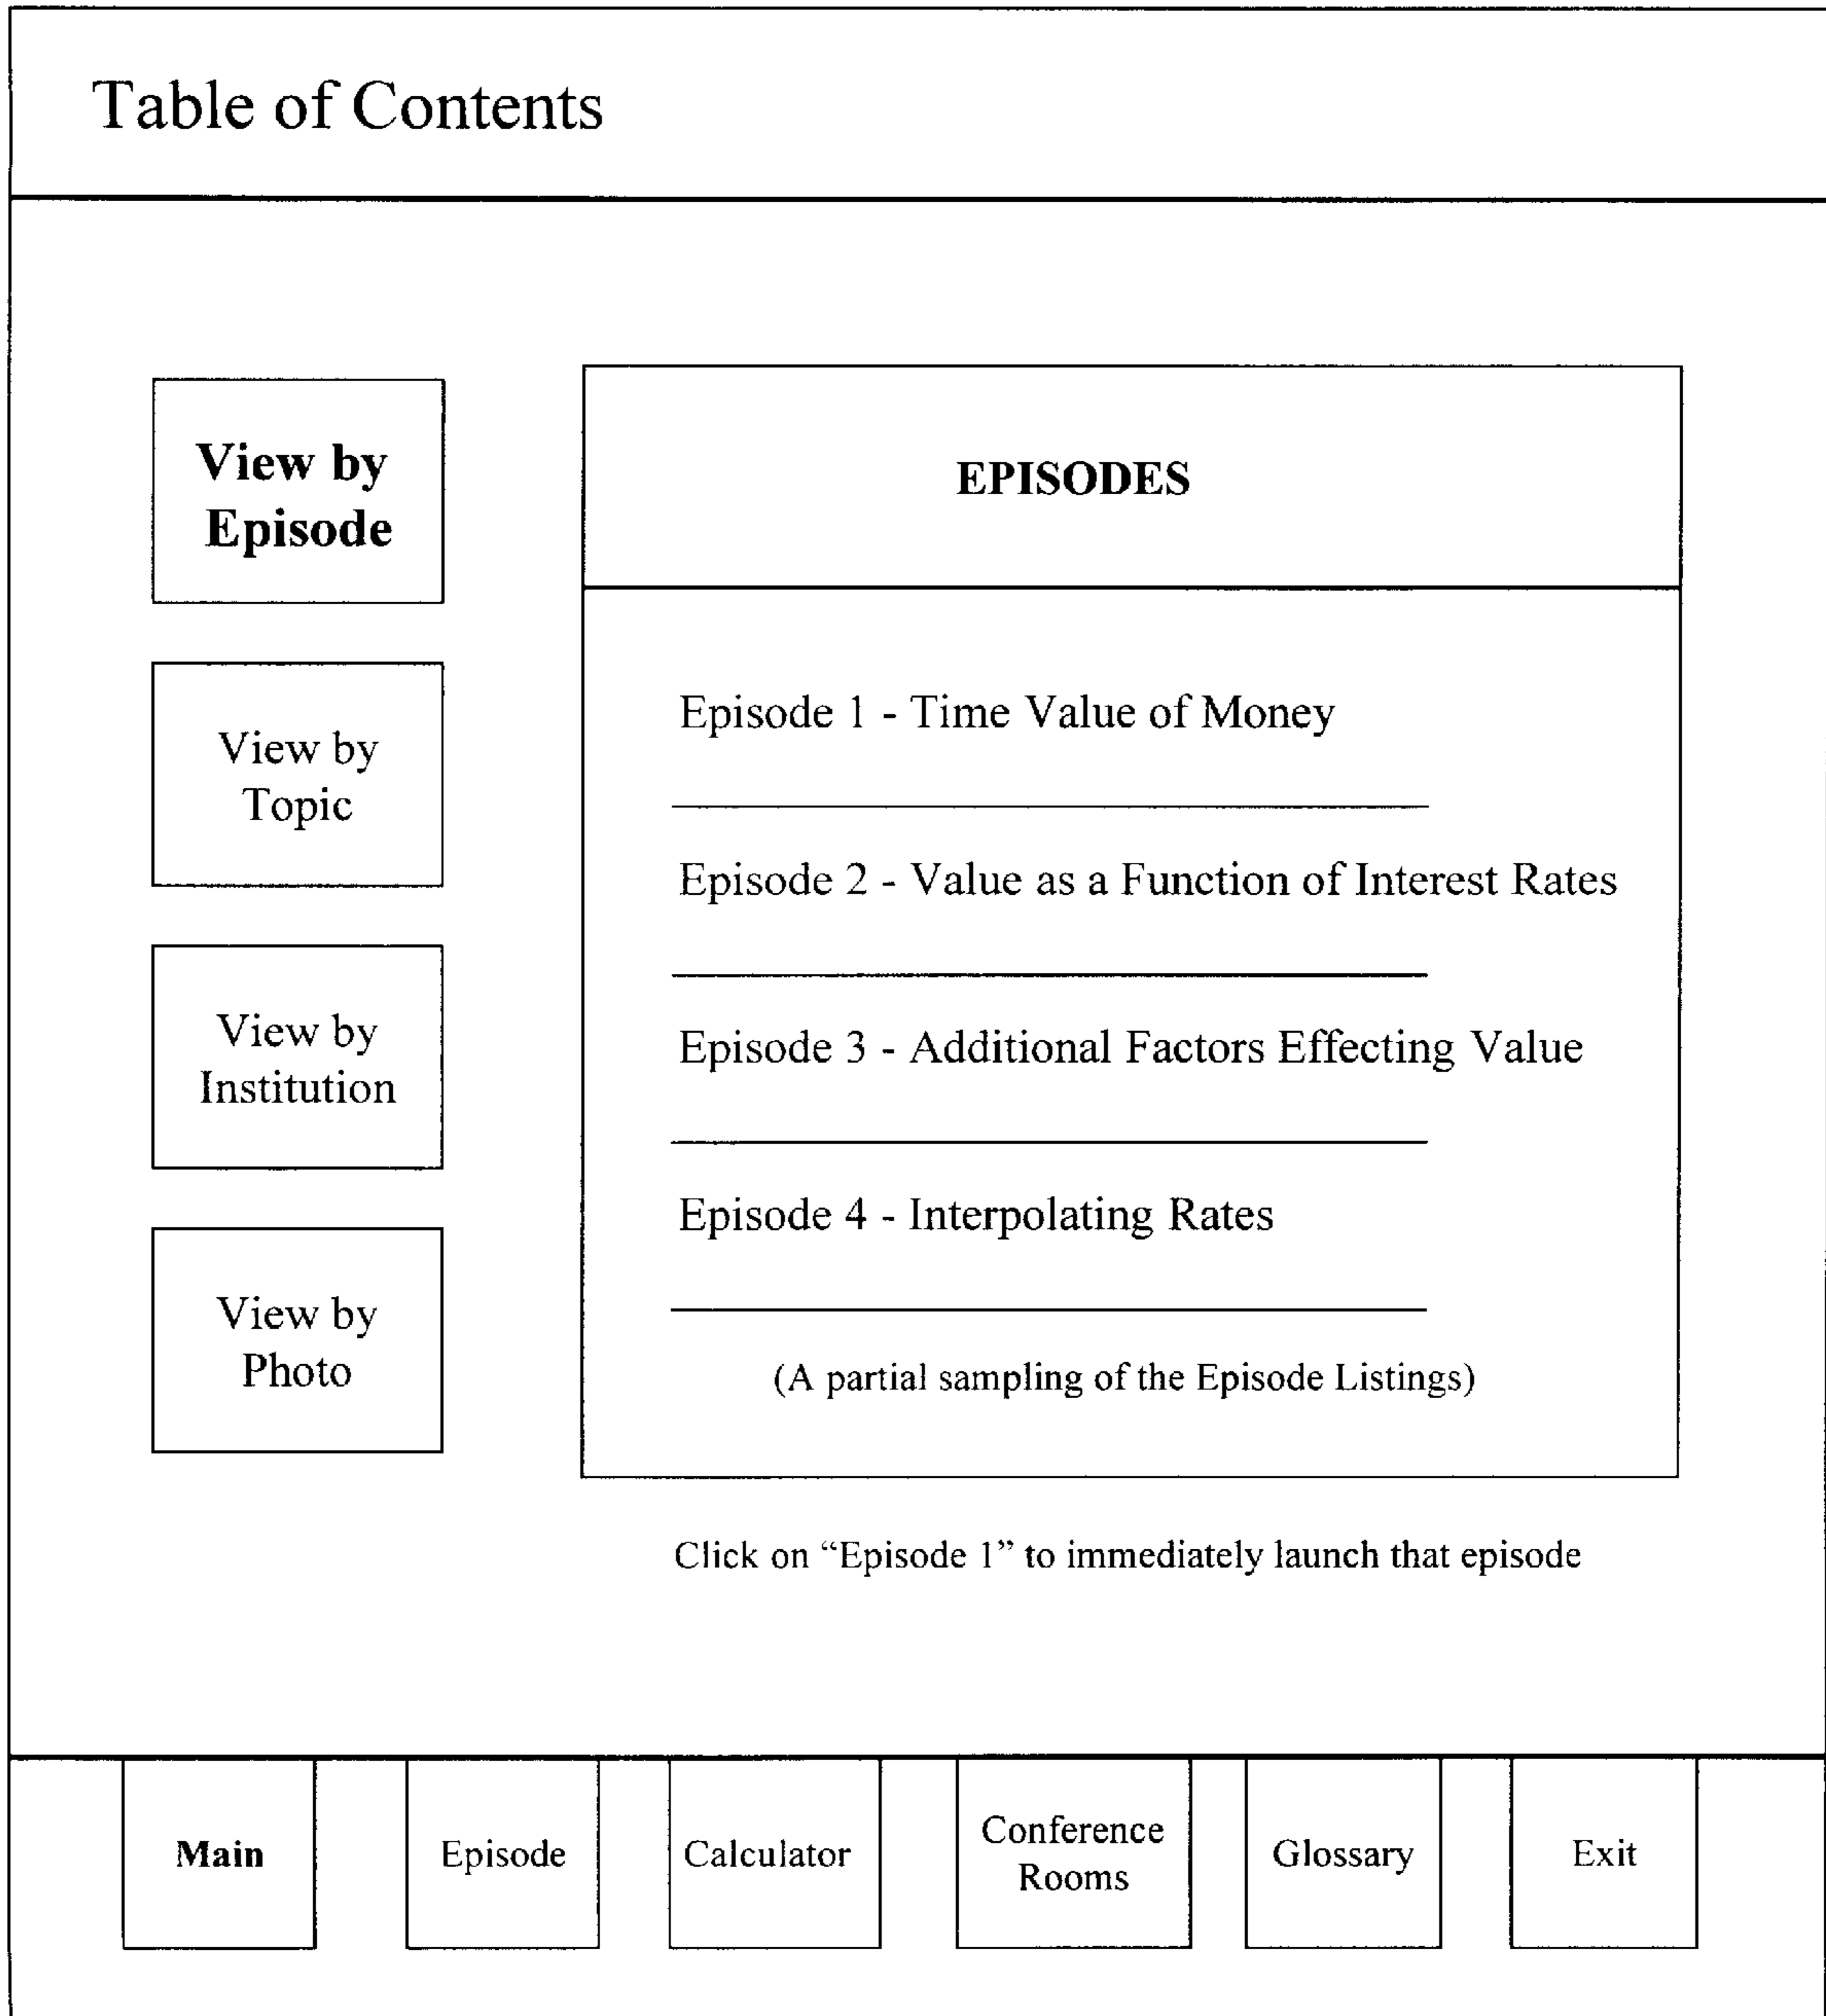 Table of Contents
View by
Episode
View by
Topic
View by
Institution
View by
Photo
EPISODES
Episode 1 - Time Value of Money
Episode 2 - Value as a Function of Interest Rates
Episode 3 - Additional Factors Effecting Value
Episode 4 - Interpolating Rates
(A partial sampling of the Episode Listings)
Click on “Episode 1” to immediately launch that episode
Main
Episode
Calculator
Conference
Rooms
Glossary
Exit